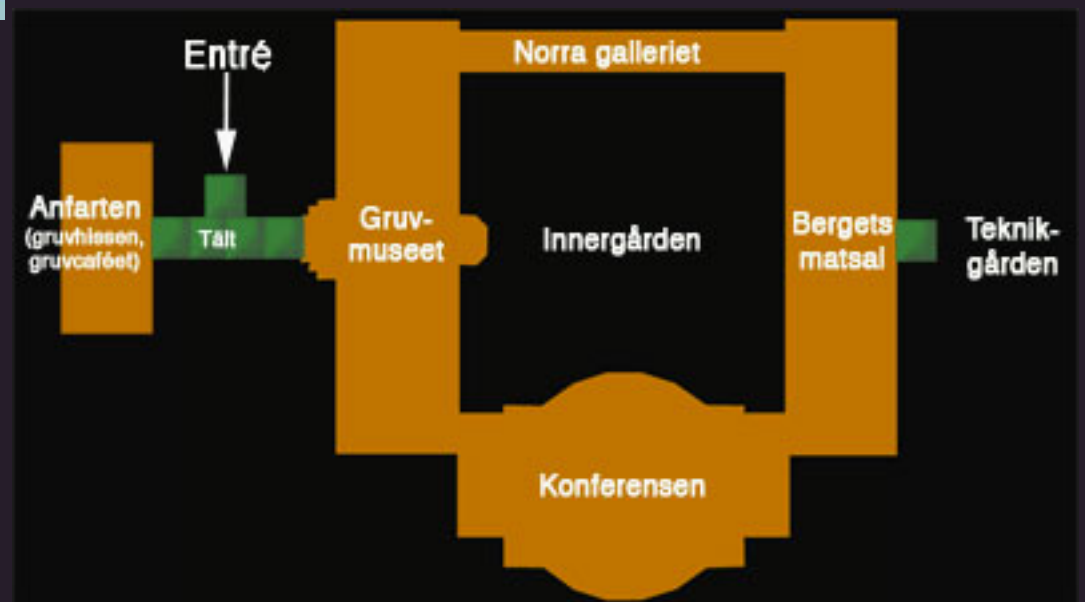 Entré
Norra galleriet
Anfarten
(gruvhissen,
gruvcaféet)
Tält
Gruv-
museet
Innergården
Bergets
matsal
Teknik-
gården
Konferensen